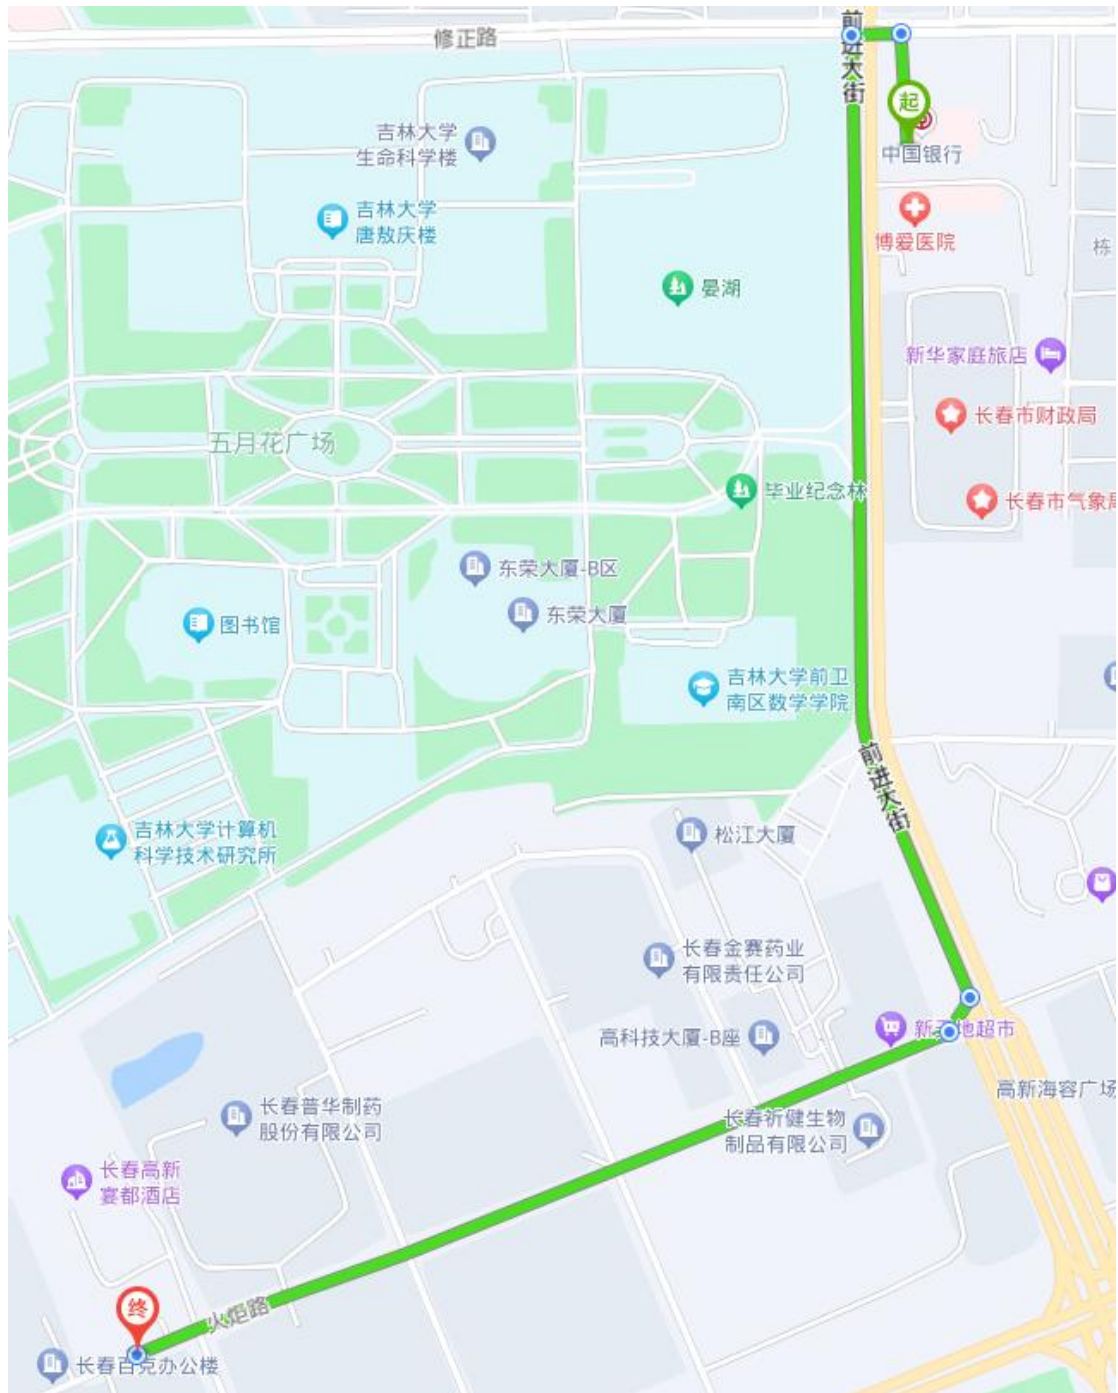 修正路
前进大街
起
中国银行
吉林大学
生命科学楼
吉林大学
唐敖庆楼
博爱医院
栋
晏湖
新华家庭旅店
长春市财政局
五月花广场
毕业纪念林
长春市气象局
东荣大厦-B区
东荣大厦
图书馆
吉林大学前卫
南区数学学院
前进大街
吉林大学计算机
科学技术研究所
松江大厦
长春金赛药业
有限责任公司
高科技大厦-B座
新天地超市
高新海容广场
长春普华制药
股份有限公司
长春祈健生物
制品有限公司
长春高新
宴都酒店
终
火炬路
长春百克办公楼